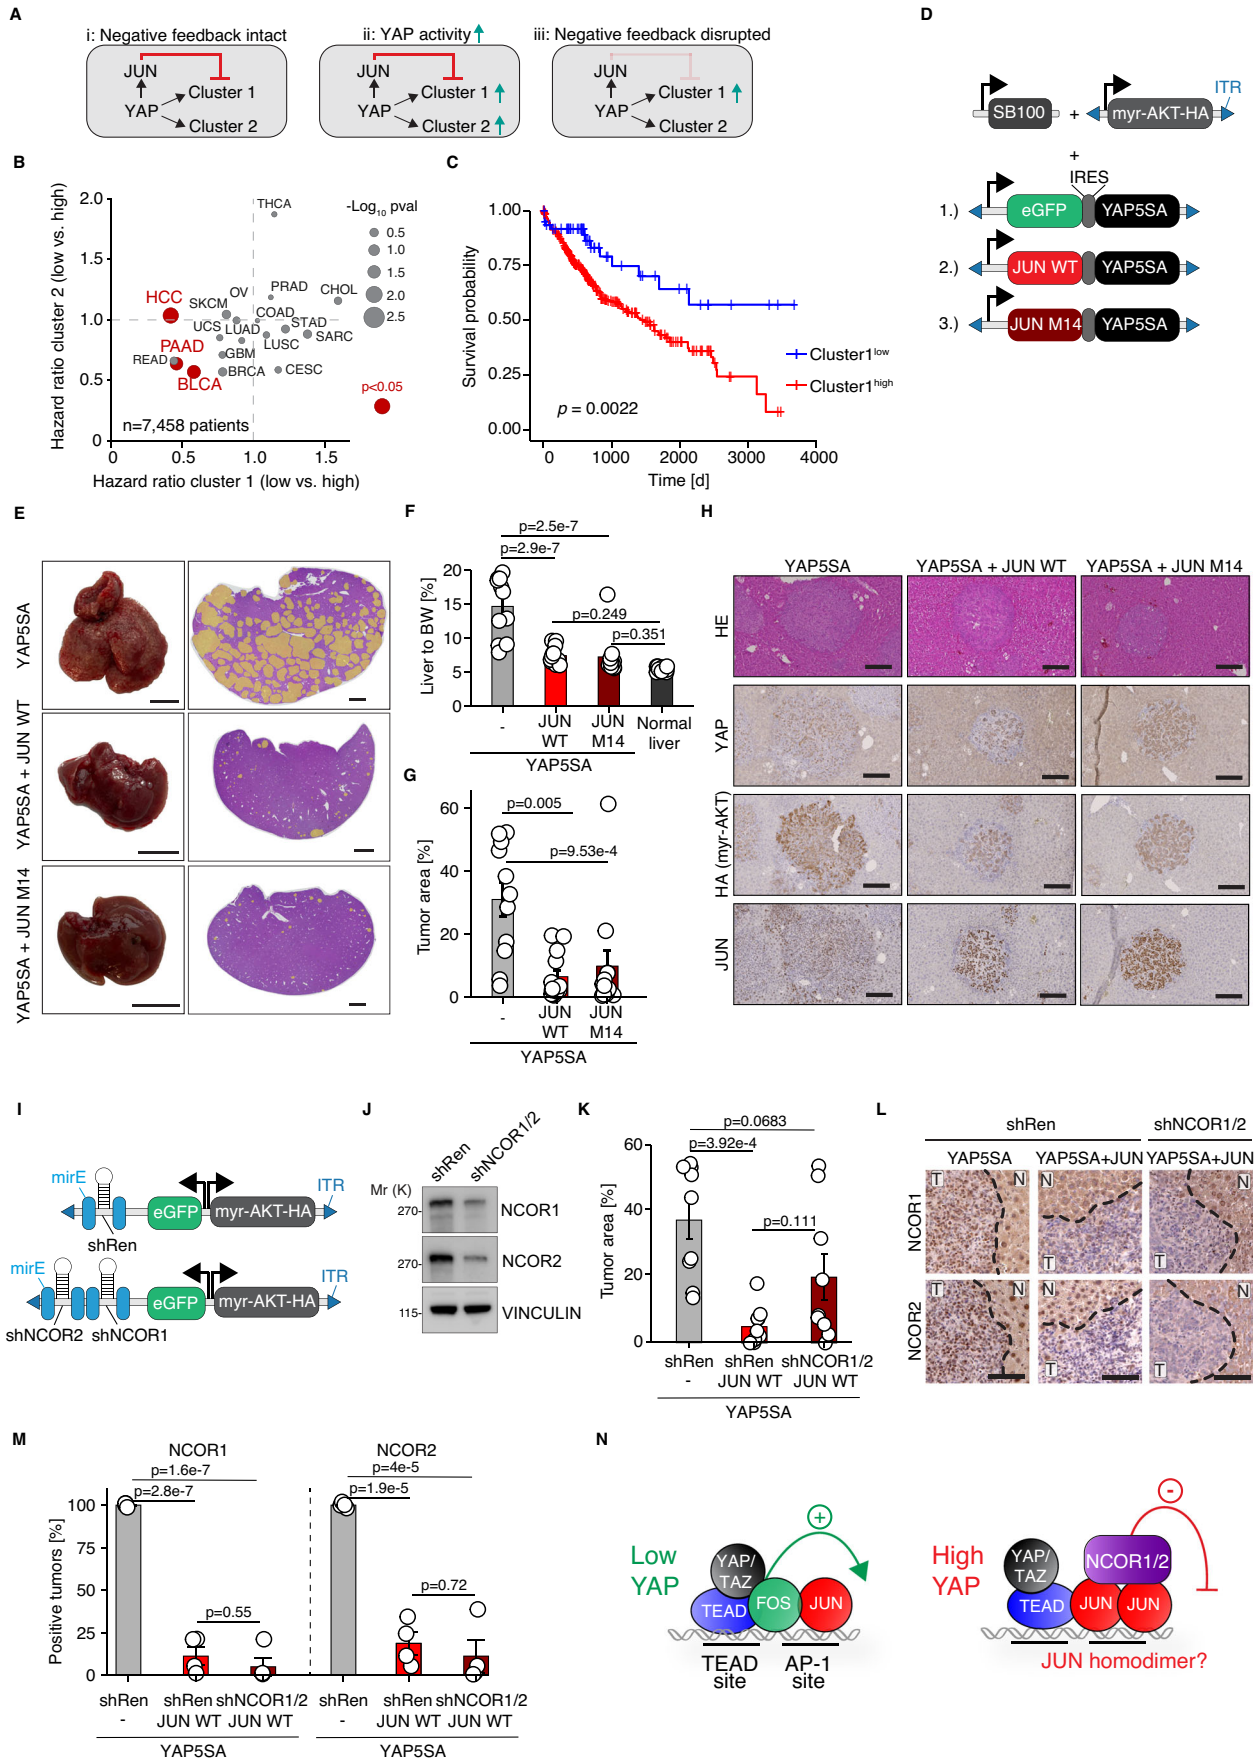 A
i: Negative feedback intact
JUN
YAP
Cluster 1
Cluster 2
ii: YAP activity
JUN
YAP
Cluster 1
Cluster 2
iii: Negative feedback disrupted
JUN
YAP
Cluster 1
Cluster 2
B
Hazard ratio cluster 2 (low vs. high)
2.0
1.5
1.0
0.5
0
THCA
HCC
SKCM
OV
PRAD
CHOL
COAD
UCS
LUAD
STAD
LUSC
SARC
PAAD
READ
GBM
BLCA
BRCA
CESC
-Log10 pval
0.5
1.0
1.5
2.0
2.5
p<0.05
n=7,458 patients
0
0.5
1.0
1.5
Hazard ratio cluster 1 (low vs. high)
C
Survival probability
1.00
0.75
0.50
0.25
0.00
Cluster1low
Cluster1high
p = 0.0022
0
1000
2000
3000
4000
Time [d]
D
ITR
SB100
+
myr-AKT-HA
+
IRES
1.)
eGFP
YAP5SA
2.)
JUN WT
YAP5SA
3.)
JUN M14
YAP5SA
E
YAP5SA
YAP5SA + JUN WT
YAP5SA + JUN M14
F
p=2.5e-7
p=2.9e-7
p=0.249
p=0.351
Liver to BW [%]
20
15
10
5
0
-
JUN WT
JUN M14
Normal liver
YAP5SA
G
p=0.005
p=9.53e-4
Tumor area [%]
60
40
20
0
-
JUN WT
JUN M14
YAP5SA
H
YAP5SA
YAP5SA + JUN WT
YAP5SA + JUN M14
HE
YAP
HA (myr-AKT)
JUN
I
mirE
shRen
eGFP
myr-AKT-HA
ITR
mirE
shNCOR2
shNCOR1
eGFP
myr-AKT-HA
ITR
J
shRen
shNCOR1/2
Mr (K)
270-
NCOR1
270-
NCOR2
115-
VINCULIN
K
p=0.0683
p=3.92e-4
p=0.111
Tumor area [%]
60
40
20
0
shRen
-
shRen
JUN WT
shNCOR1/2
JUN WT
YAP5SA
L
shRen
shNCOR1/2
YAP5SA
YAP5SA+JUN
YAP5SA+JUN
NCOR1
T
N
N
T
N
T
NCOR2
T
N
N
T
N
T
M
NCOR1
p=1.6e-7
p=2.8e-7
p=0.55
NCOR2
p=4e-5
p=1.9e-5
p=0.72
Positive tumors [%]
100
75
50
25
0
shRen
-
shRen
JUN WT
shNCOR1/2
JUN WT
YAP5SA
shRen
-
shRen
JUN WT
shNCOR1/2
JUN WT
YAP5SA
N
Low
YAP
YAP/
TAZ
TEAD
FOS
JUN
+
TEAD
site
AP-1
site
High
YAP
YAP/
TAZ
TEAD
NCOR1/2
JUN
JUN
-
JUN homodimer?